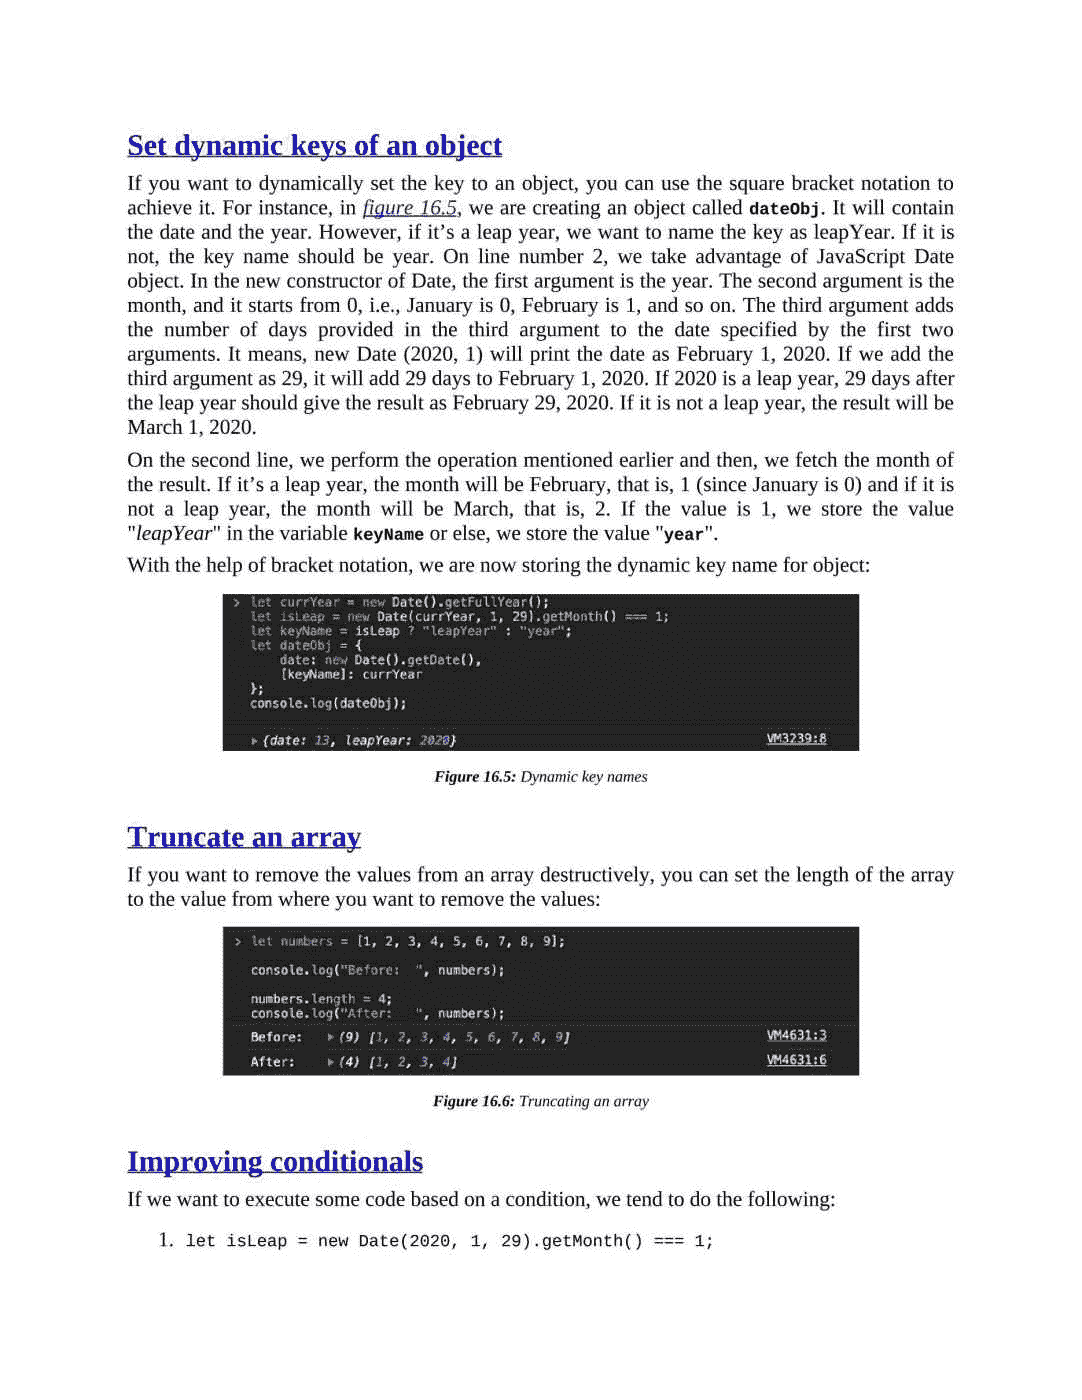 Set dynamic keys of an object
If you want to dynamically set the key to an object, you can use the square bracket notation to
achieve it. For instance, in figure 16.5, we are creating an object called dateObj. It will contain
the date and the year. However, if it’s a leap year, we want to name the key as leapYear. If it is
not, the key name should be year. On line number 2, we take advantage of JavaScript Date
object. In the new constructor of Date, the first argument is the year. The second argument is the
month, and it starts from 0, i.e., January is 0, February is 1, and so on. The third argument adds
the number of days provided in the third argument to the date specified by the first two
arguments. It means, new Date (2020, 1) will print the date as February 1, 2020. If we add the
third argument as 29, it will add 29 days to February 1, 2020. If 2020 is a leap year, 29 days after
the leap year should give the result as February 29, 2020. If it is not a leap year, the result will be
March 1, 2020.
On the second line, we perform the operation mentioned earlier and then, we fetch the month of
the result. If it’s a leap year, the month will be February, that is, 1 (since January is 0) and if it is
not a leap year, the month will be March, that is, 2. If the value is 1, we store the value
"leapYear" in the variable keyName or else, we store the value "year".
With the help of bracket notation, we are now storing the dynamic key name for object:
> let currYear = new Date().getFullYear();
let isLeap = new Date(currYear, 1, 29).getMonth() === 1;
let keyName = isLeap ? "leapYear" : "year";
let dateObj = {
date: new Date().getDate(),
[keyName]: currYear
};
console.log(dateObj);
▸ {date: 13, leapYear: 2020} VM3239:8
Figure 16.5: Dynamic key names
Truncate an array
If you want to remove the values from an array destructively, you can set the length of the array
to the value from where you want to remove the values:
> let numbers = [1, 2, 3, 4, 5, 6, 7, 8, 9];
console.log("Before:  ", numbers);
numbers.length = 4;
console.log("After:   ", numbers);
Before: ▸ (9) [1, 2, 3, 4, 5, 6, 7, 8, 9] VM4631:3
After: ▸ (4) [1, 2, 3, 4] VM4631:6
Figure 16.6: Truncating an array
Improving conditionals
If we want to execute some code based on a condition, we tend to do the following:
1. let isLeap = new Date(2020, 1, 29).getMonth() === 1;